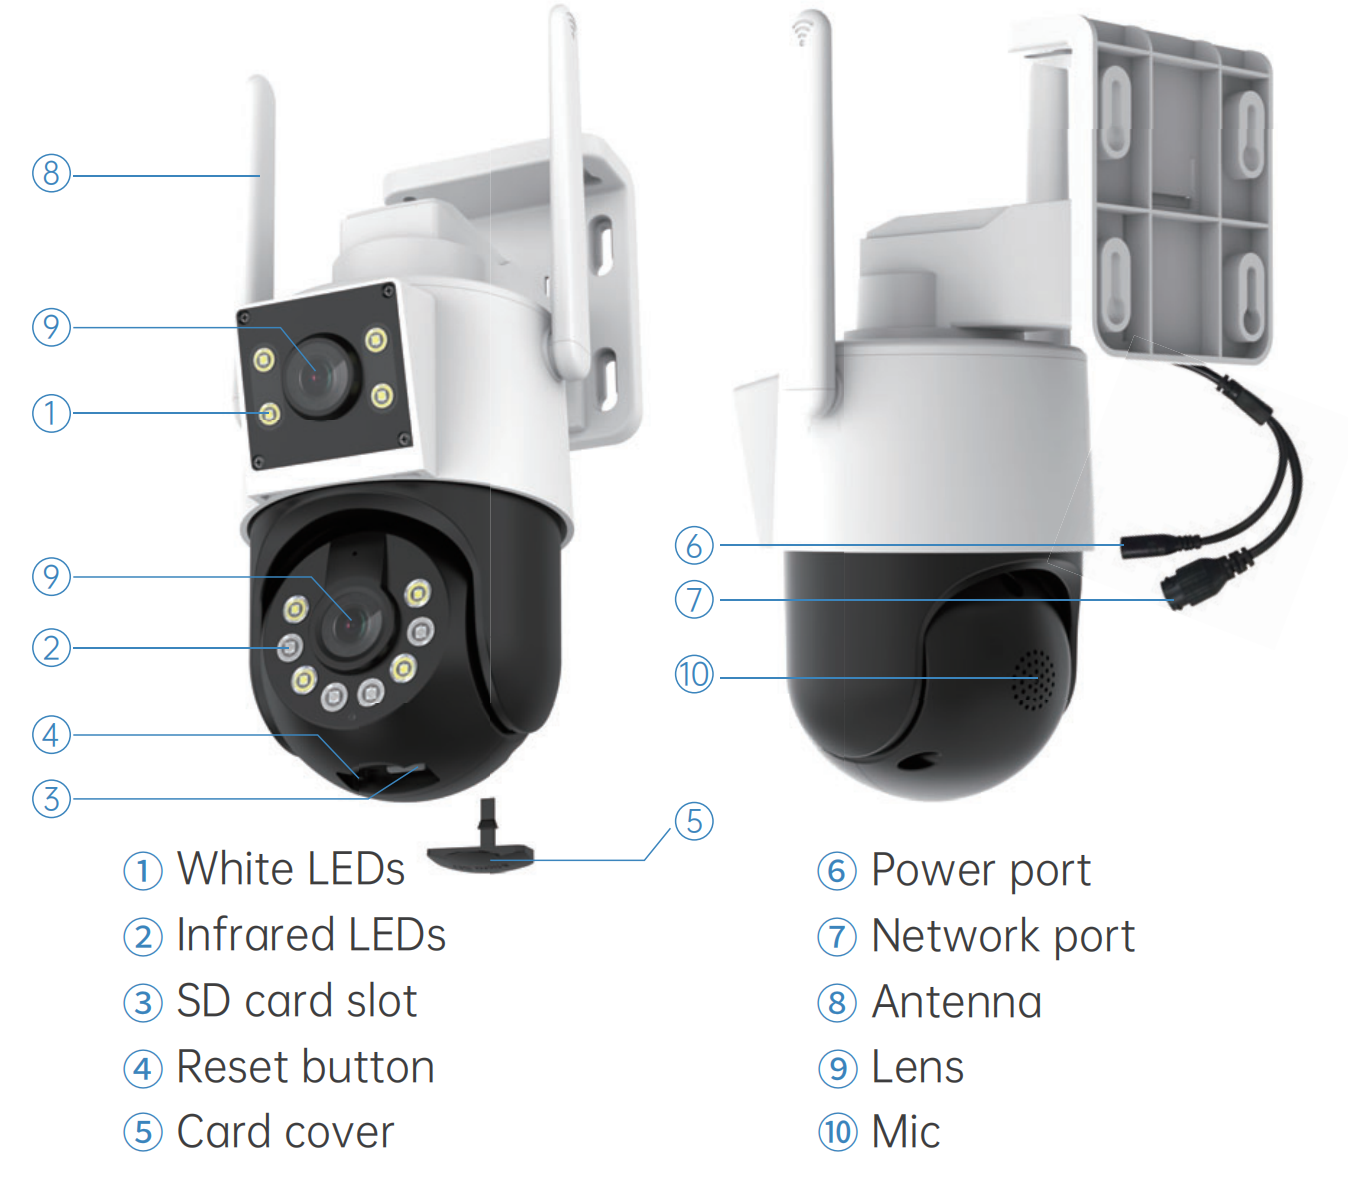 ⑧
⑨
①
⑨
②
④
③
⑥
⑦
⑩
⑤
① White LEDs
② Infrared LEDs
③ SD card slot
④ Reset button
⑤ Card cover
⑥ Power port
⑦ Network port
⑧ Antenna
⑨ Lens
⑩ Mic